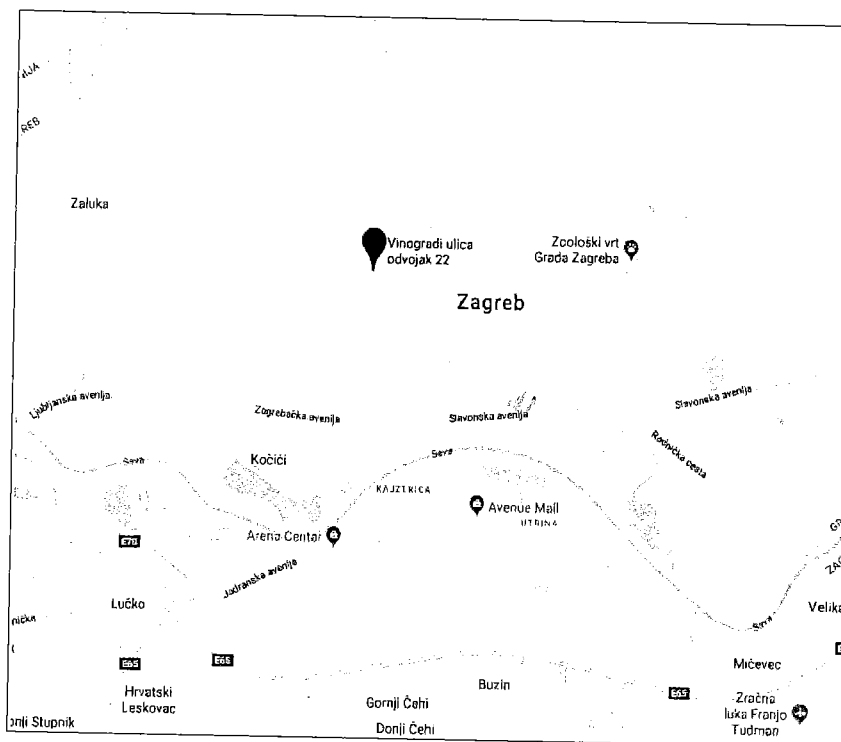 REB
Zaluka
Vinogradi ulica
odvojak 22
Zoološki vrt
Grada Zagreba
Zagreb
Ljubljanska avenija
Zagrebačka avenija
Slavonska avenija
Slavonska avenija
Radnička cesta
Sava
Sava
Kočići
KAJZERICA
Avenue Mall
UTRINA
Arena Centar
E70
Jadranska avenija
Lučko
Sava
Velika
E65
E65
Hrvatski
Leskovac
Buzin
Mičevec
E65
Gornji Čehi
Zračna
luka Franjo
Tuđman
onji Stupnik
Donji Čehi